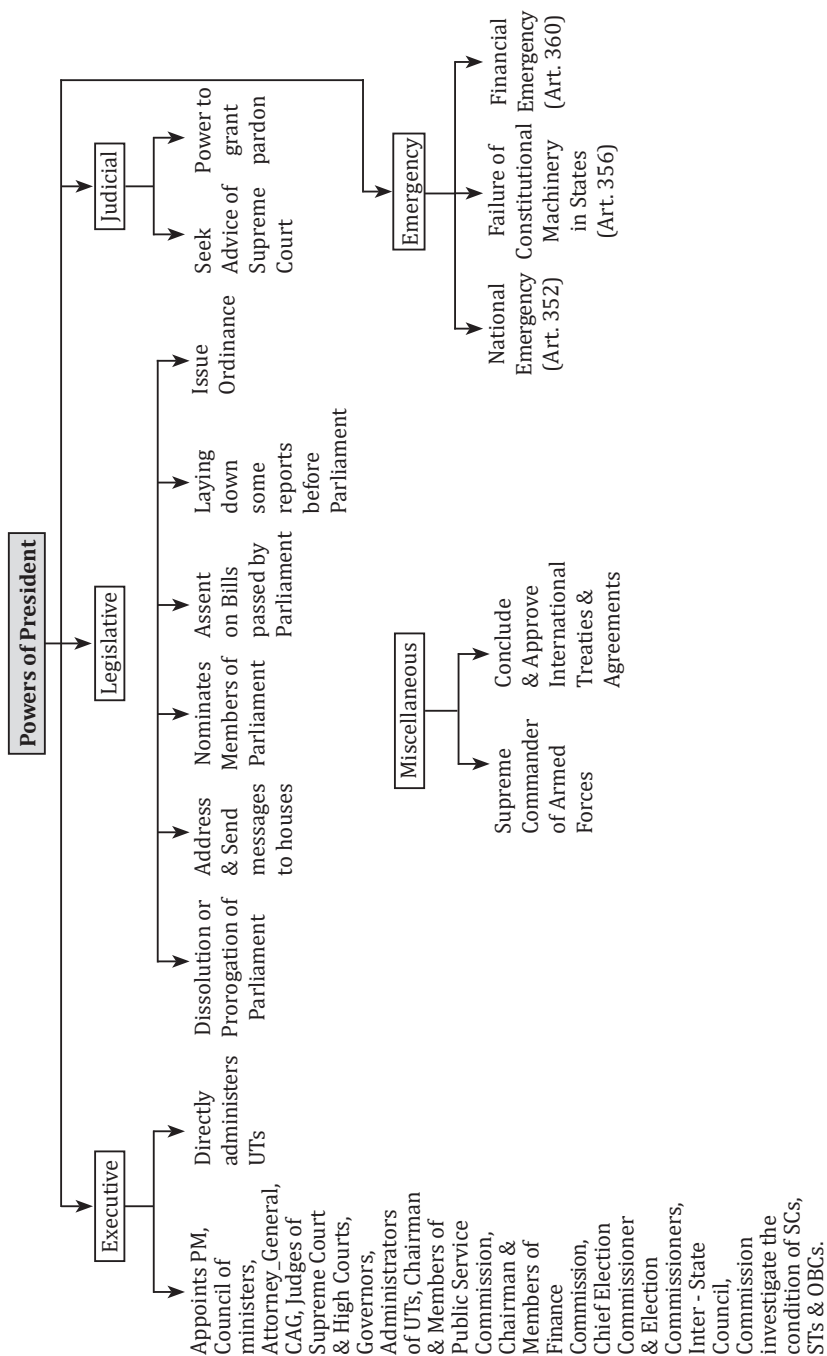 Powers of President
Executive
Appoints PM,
Council of
ministers,
Attorney_General,
CAG, Judges of
Supreme Court
& High Courts,
Governors,
Administrators
of UTs, Chairman
& Members of
Public Service
Commission,
Chairman &
Members of
Finance
Commission,
Chief Election
Commissioner
& Election
Commissioners,
Inter - State
Council,
Commission
investigate the
condition of SCs,
STs & OBCs.
Directly
administers
UTs
Legislative
Dissolution or
Prorogation of
Parliament
Address
& Send
messages
to houses
Nominates
Members of
Parliament
Assent
on Bills
passed by
Parliament
Laying
down
some
reports
before
Parliament
Issue
Ordinance
Judicial
Seek
Advice of
Supreme
Court
Power to
grant
pardon
Miscellaneous
Supreme
Commander
of Armed
Forces
Conclude
& Approve
International
Treaties &
Agreements
Emergency
National
Emergency
(Art. 352)
Failure of
Constitutional
Machinery
in States
(Art. 356)
Financial
Emergency
(Art. 360)